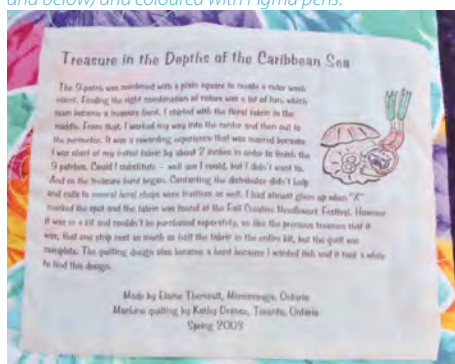 and below) and coloured with Pigma pens.
Treasure in the Depths of the Caribbean Sea
The 9-patch was combined with a plain square to create a color wash
effect. Finding the right combination of colors was a lot of fun, which
soon became a treasure hunt. I started with the floral fabric in the
middle. From that, I worked my way into the center and then out to
the perimeter. It was a rewarding experience that was marred because
I was short of my initial fabric by about 2 inches in order to finish the
9 patches. Could I substitute - well yes I could, but I didn't want to.
And so the treasure hunt began. Contacting the distributor didn't help
and calls to several local shops were fruitless as well. I had almost given up when "X"
marked the spot and the fabric was found at the Fall Creative Needlework Festival. However
it was in a kit and couldn't be purchased separately, so like the precious treasure that it
was, that one strip cost as much as half the fabric in the entire kit, but the quilt was
complete. The quilting design also became a hunt because I wanted fish and it took a while
to find this design.
Made by Elaine Mississauga, Ontario
Machine quilting by Kathy Toronto, Ontario
Spring 2003